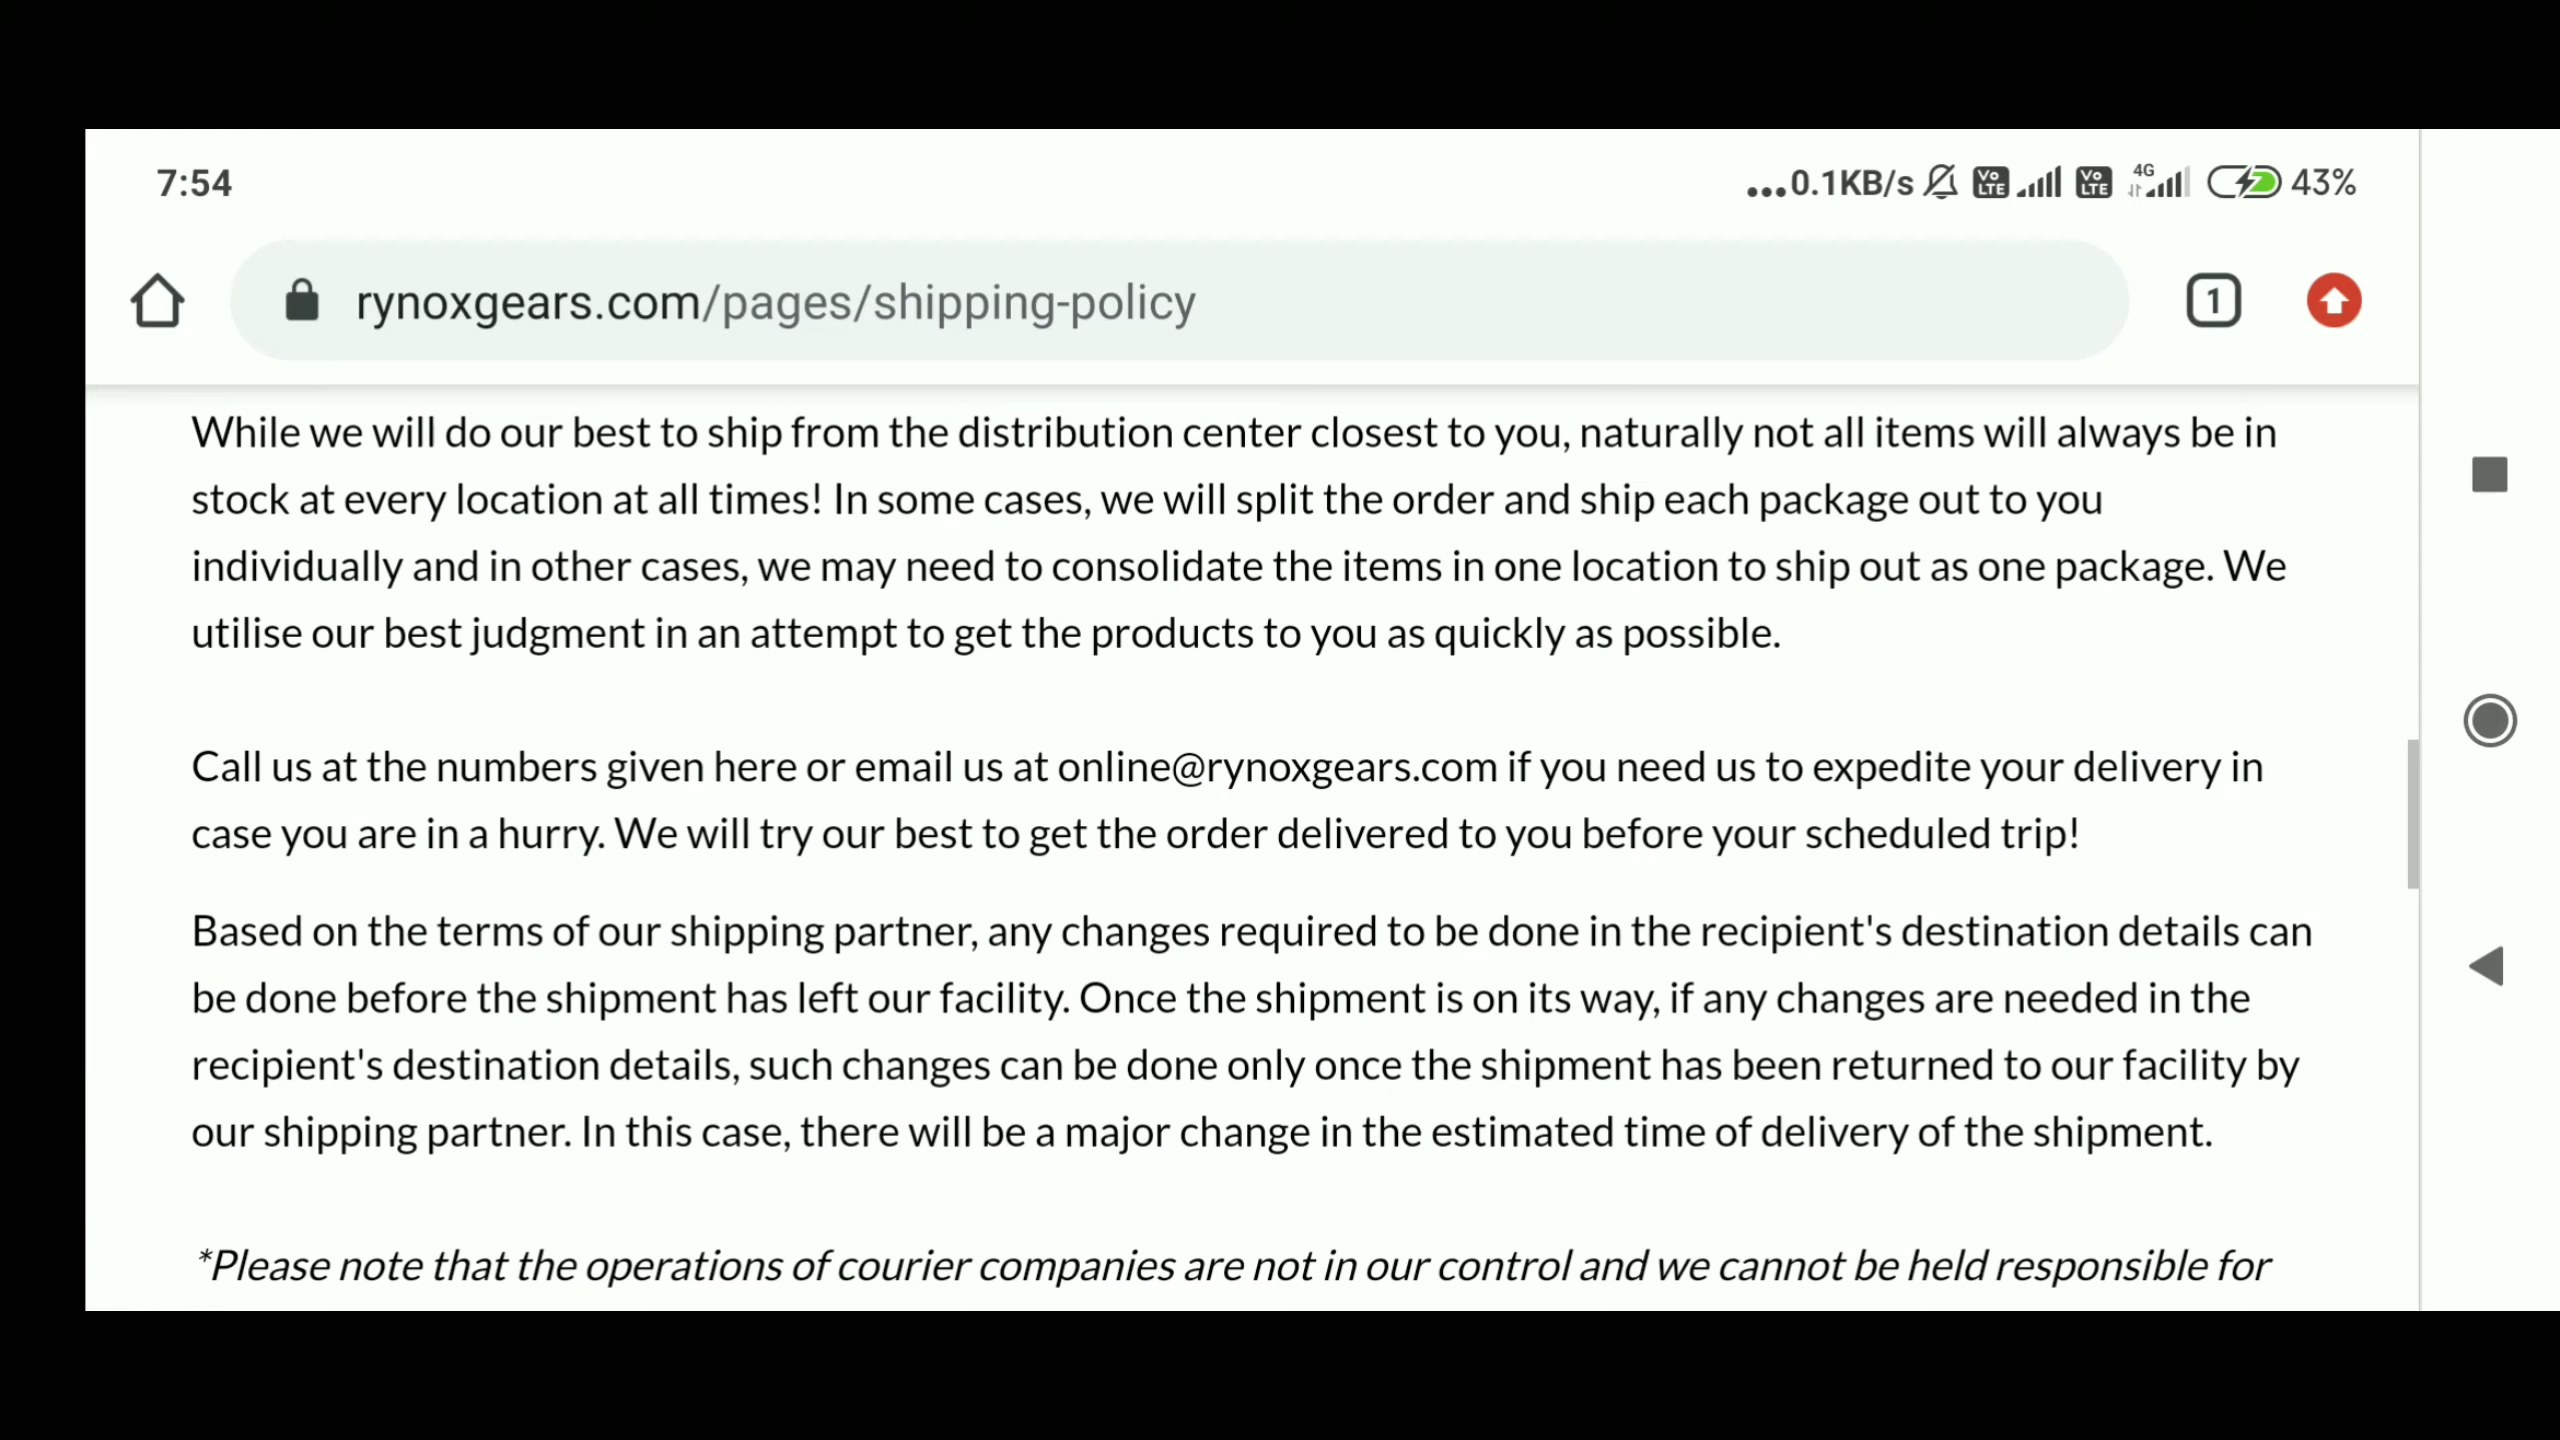 7:54
...0.1KB/s Vo LTE Vo LTE 4G 43%
rynoxgears.com/pages/shipping-policy
1
While we will do our best to ship from the distribution center closest to you, naturally not all items will always be in
stock at every location at all times! In some cases, we will split the order and ship each package out to you
individually and in other cases, we may need to consolidate the items in one location to ship out as one package. We
utilise our best judgment in an attempt to get the products to you as quickly as possible.
Call us at the numbers given here or email us at online@rynoxgears.com if you need us to expedite your delivery in
case you are in a hurry. We will try our best to get the order delivered to you before your scheduled trip!
Based on the terms of our shipping partner, any changes required to be done in the recipient's destination details can
be done before the shipment has left our facility. Once the shipment is on its way, if any changes are needed in the
recipient's destination details, such changes can be done only once the shipment has been returned to our facility by
our shipping partner. In this case, there will be a major change in the estimated time of delivery of the shipment.
*Please note that the operations of courier companies are not in our control and we cannot be held responsible for